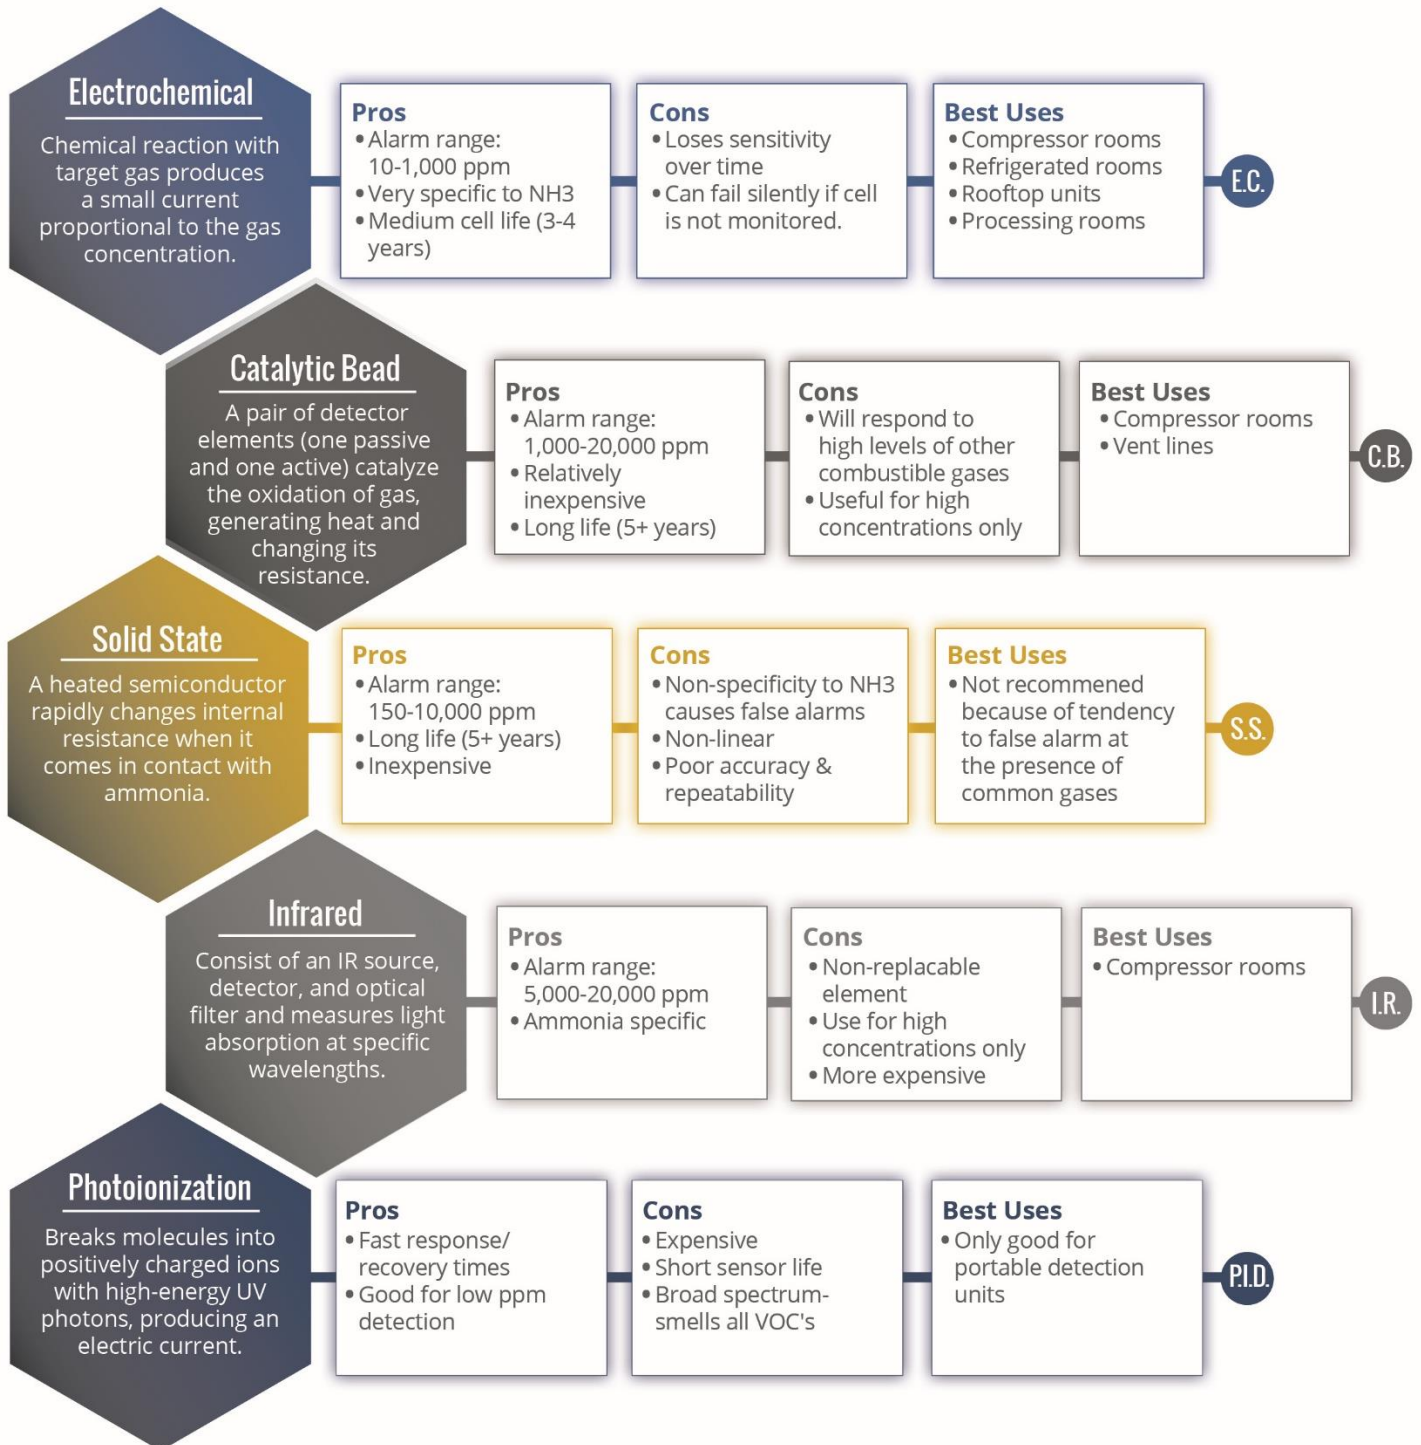 Electrochemical
Chemical reaction with
target gas produces
a small current
proportional to the gas
concentration.
Pros
• Alarm range:
10-1,000 ppm
• Very specific to NH3
• Medium cell life (3-4
years)
Cons
• Loses sensitivity
over time
• Can fail silently if cell
is not monitored.
Best Uses
• Compressor rooms
• Refrigerated rooms
• Rooftop units
• Processing rooms
E.C.
Catalytic Bead
A pair of detector
elements (one passive
and one active) catalyze
the oxidation of gas,
generating heat and
changing its
resistance.
Pros
• Alarm range:
1,000-20,000 ppm
• Relatively
inexpensive
• Long life (5+ years)
Cons
• Will respond to
high levels of other
combustible gases
• Useful for high
concentrations only
Best Uses
• Compressor rooms
• Vent lines
C.B.
Solid State
A heated semiconductor
rapidly changes internal
resistance when it
comes in contact with
ammonia.
Pros
• Alarm range:
150-10,000 ppm
• Long life (5+ years)
• Inexpensive
Cons
• Non-specificity to NH3
causes false alarms
• Non-linear
• Poor accuracy &
repeatability
Best Uses
• Not recommened
because of tendency
to false alarm at
the presence of
common gases
S.S.
Infrared
Consist of an IR source,
detector, and optical
filter and measures light
absorption at specific
wavelengths.
Pros
• Alarm range:
5,000-20,000 ppm
• Ammonia specific
Cons
• Non-replacable
element
• Use for high
concentrations only
• More expensive
Best Uses
• Compressor rooms
I.R.
Photoionization
Breaks molecules into
positively charged ions
with high-energy UV
photons, producing an
electric current.
Pros
• Fast response/
recovery times
• Good for low ppm
detection
Cons
• Expensive
• Short sensor life
• Broad spectrum-
smells all VOC's
Best Uses
• Only good for
portable detection
units
P.I.D.